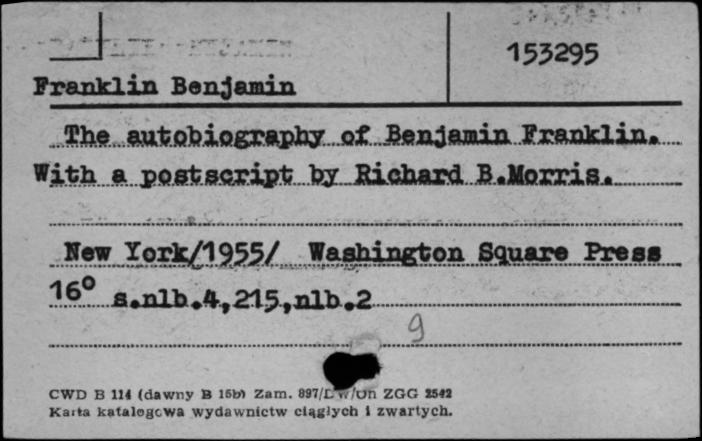 153295
Franklin Benjamin
The autobiography of Benjamin Franklin.
With a postscript by Richard B.Morris.
New York/1955/ Washington Square Press
16° s.nlb.4,215,nlb.2
9
CWD B 114 (dawny B 15b) Zam. 897/DW/Un ZGG 2542
Karta katalogowa wydawnictw ciągłych i zwartych.